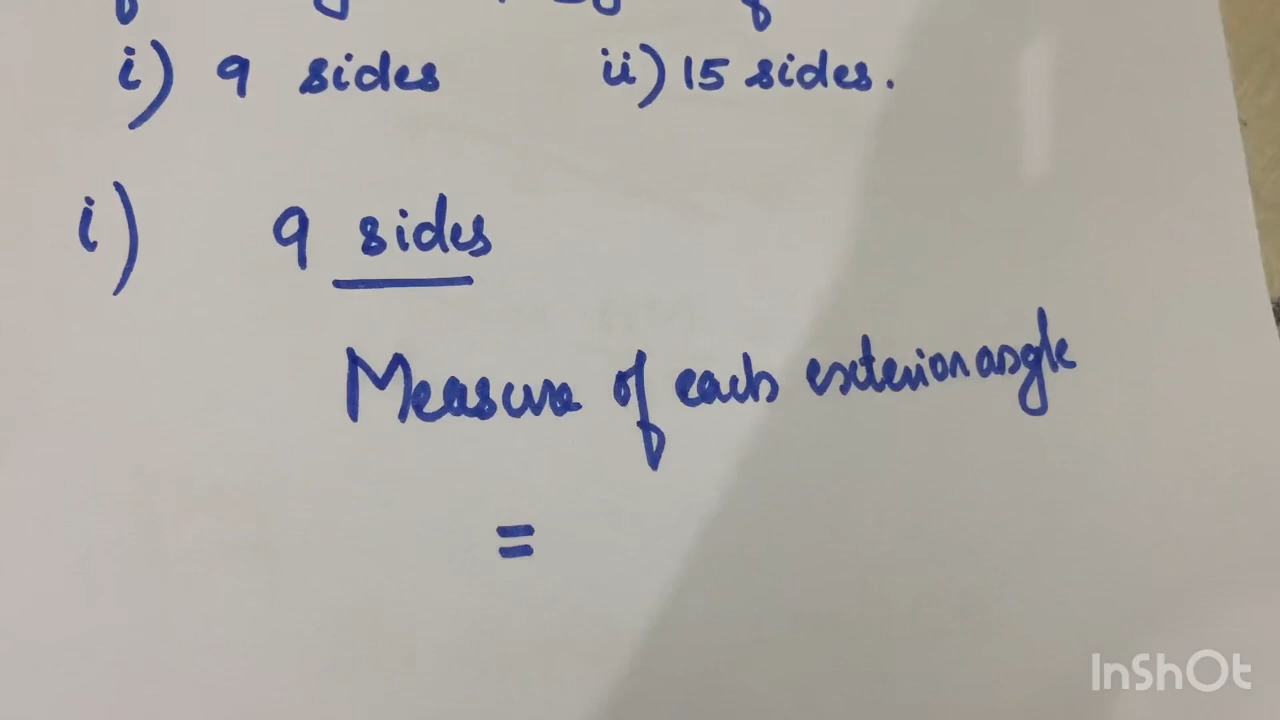 i) 9 sides ii) 15 sides.
i) 9 sides
Measure of each exterior angle
=
InShOt